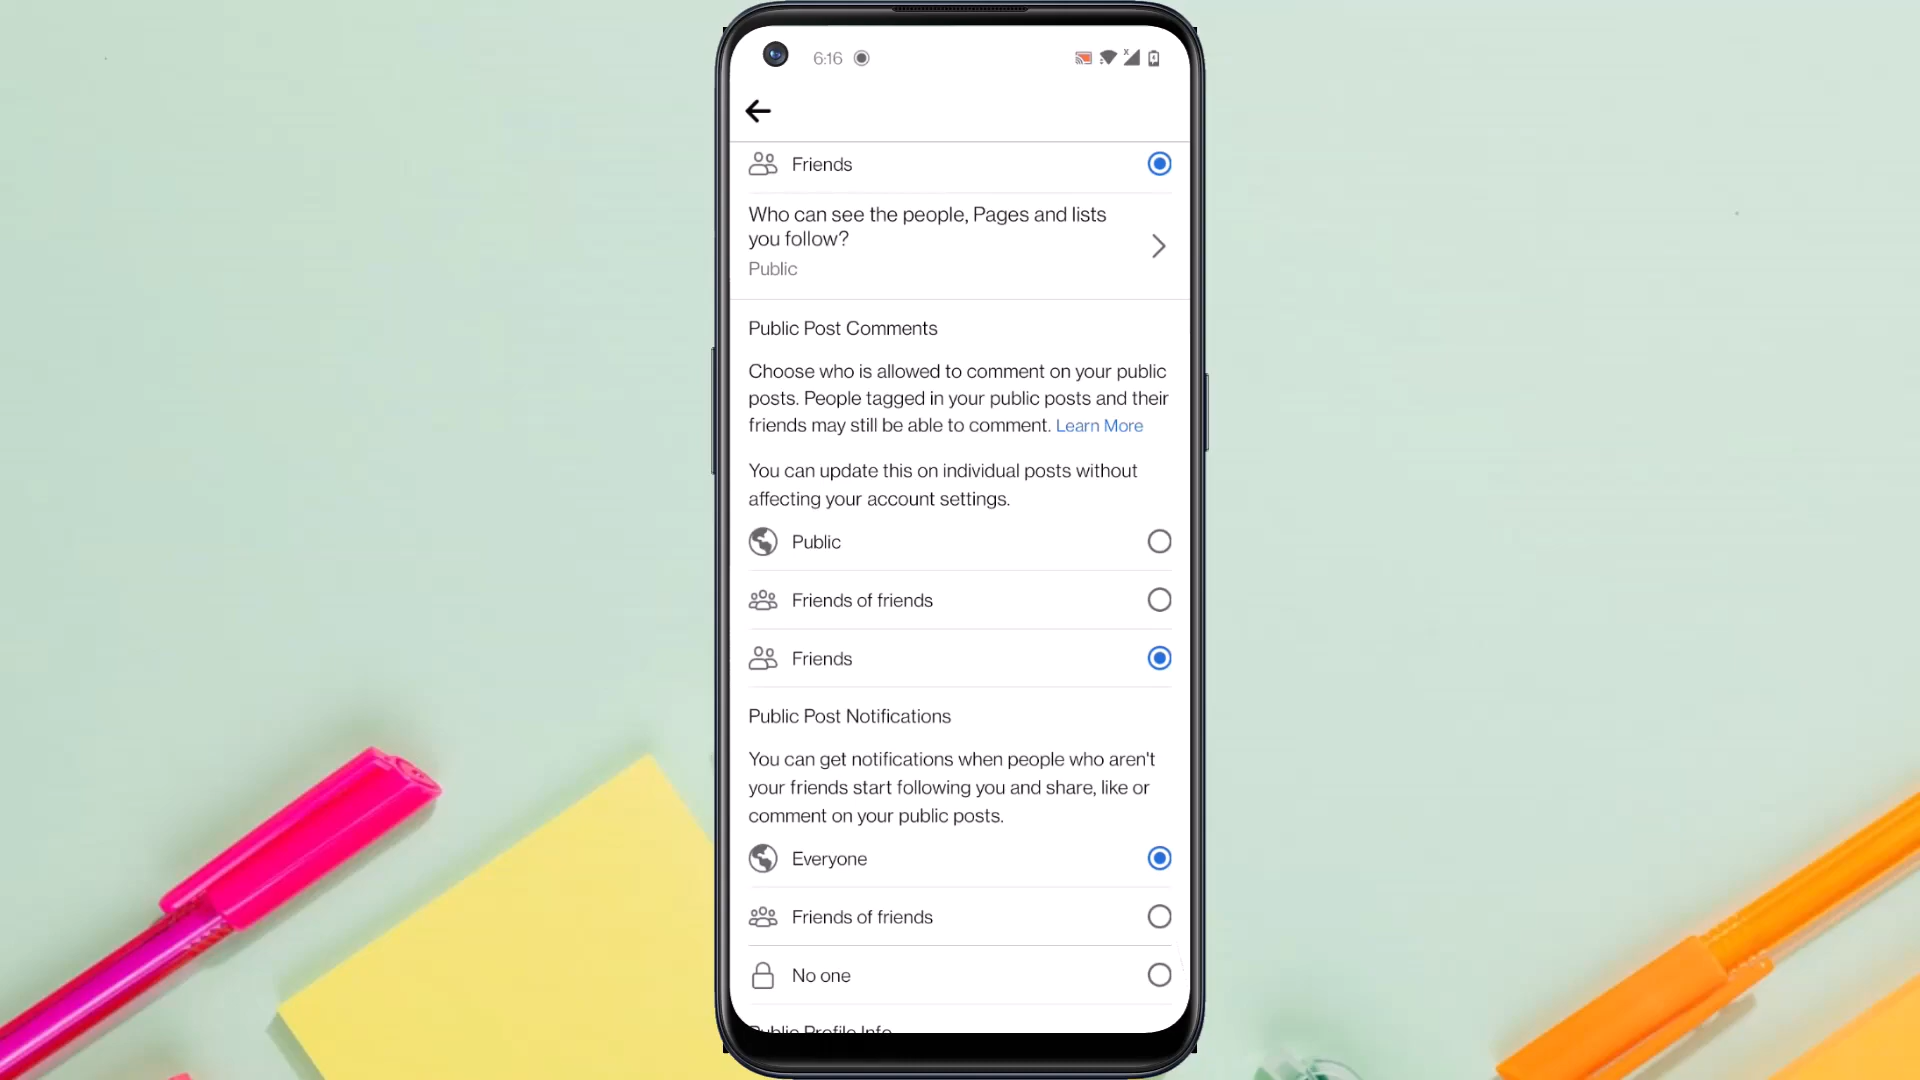 6:16
Friends
Who can see the people, Pages and lists
you follow?
Public
Public Post Comments
Choose who is allowed to comment on your public
posts. People tagged in your public posts and their
friends may still be able to comment. Learn More
You can update this on individual posts without
affecting your account settings.
Public
Friends of friends
Friends
Public Post Notifications
You can get notifications when people who aren't
your friends start following you and share, like or
comment on your public posts.
Everyone
Friends of friends
No one
Public Profile Info